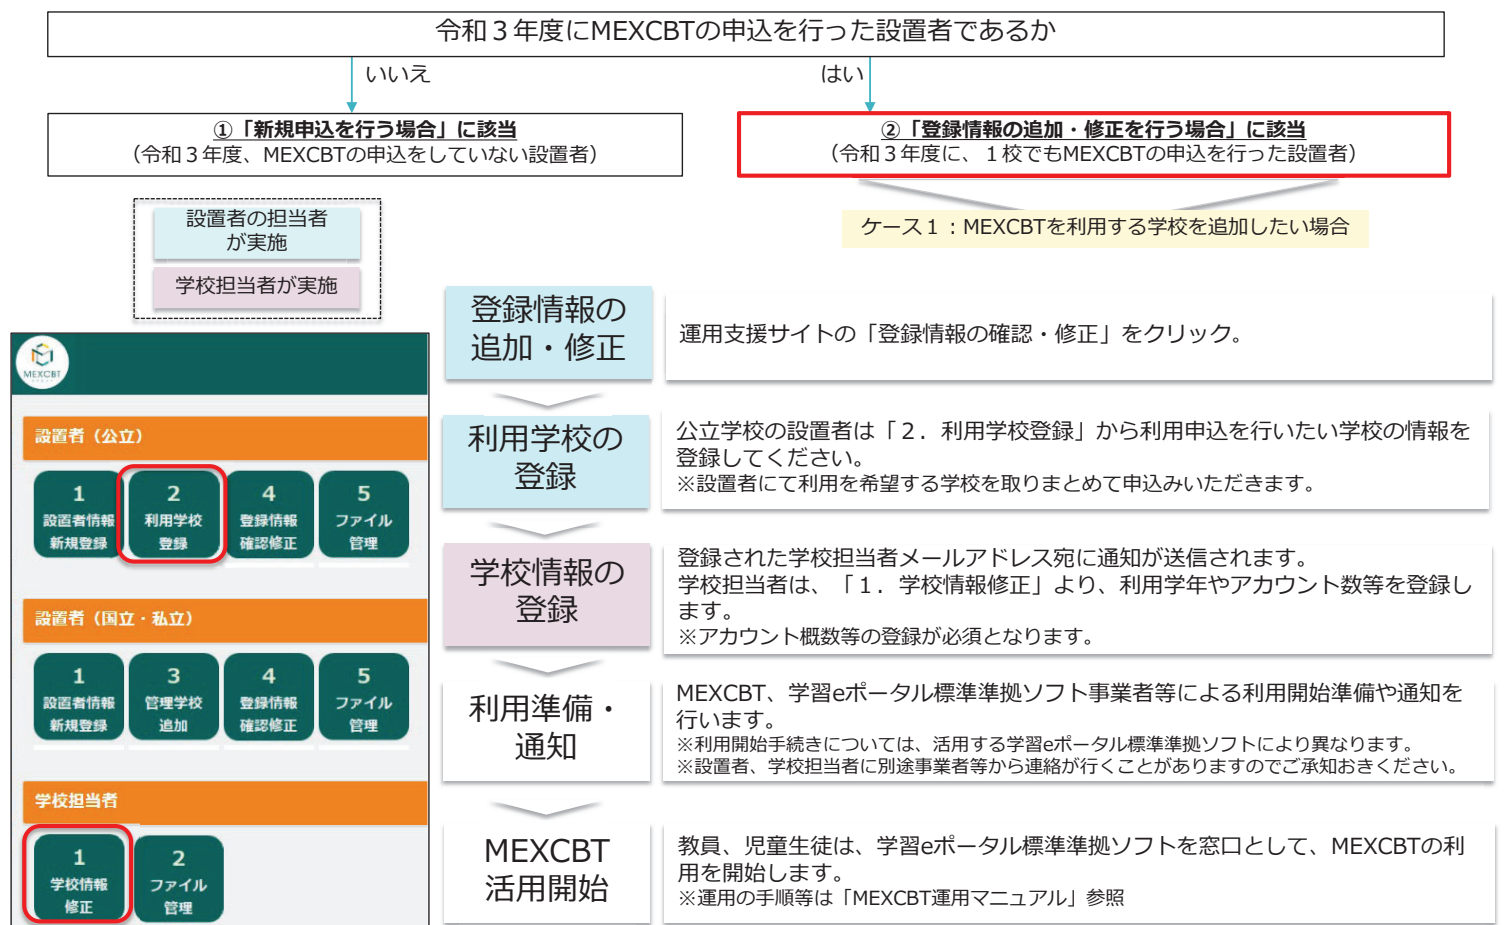 令和３年度にMEXCBTの申込を行った設置者であるか
いいえ
はい
①「新規申込を行う場合」に該当
（令和３年度、MEXCBTの申込をしていない設置者）
②「登録情報の追加・修正を行う場合」に該当
（令和３年度に、１校でもMEXCBTの申込を行った設置者）
設置者の担当者
が実施
学校担当者が実施
ケース１：MEXCBTを利用する学校を追加したい場合
MEXCBT
設置者（公立）
1
設置者情報
新規登録
2
利用学校
登録
4
登録情報
確認修正
5
ファイル
管理
設置者（国立・私立）
1
設置者情報
新規登録
3
管理学校
追加
4
登録情報
確認修正
5
ファイル
管理
学校担当者
1
学校情報
修正
2
ファイル
管理
登録情報の
追加・修正
運用支援サイトの「登録情報の確認・修正」をクリック。
利用学校の
登録
公立学校の設置者は「２．利用学校登録」から利用申込を行いたい学校の情報を
登録してください。
※設置者にて利用を希望する学校を取りまとめて申込みいただきます。
学校情報の
登録
登録された学校担当者メールアドレス宛に通知が送信されます。
学校担当者は、「１．学校情報修正」より、利用学年やアカウント数等を登録し
ます。
※アカウント概数等の登録が必須となります。
利用準備・
通知
MEXCBT、学習eポータル標準準拠ソフト事業者等による利用開始準備や通知を
行います。
※利用開始手続きについては、活用する学習eポータル標準準拠ソフトにより異なります。
※設置者、学校担当者に別途事業者等から連絡が行くことがありますのでご承知おきください。
MEXCBT
活用開始
教員、児童生徒は、学習eポータル標準準拠ソフトを窓口として、MEXCBTの利
用を開始します。
※運用の手順等は「MEXCBT運用マニュアル」参照